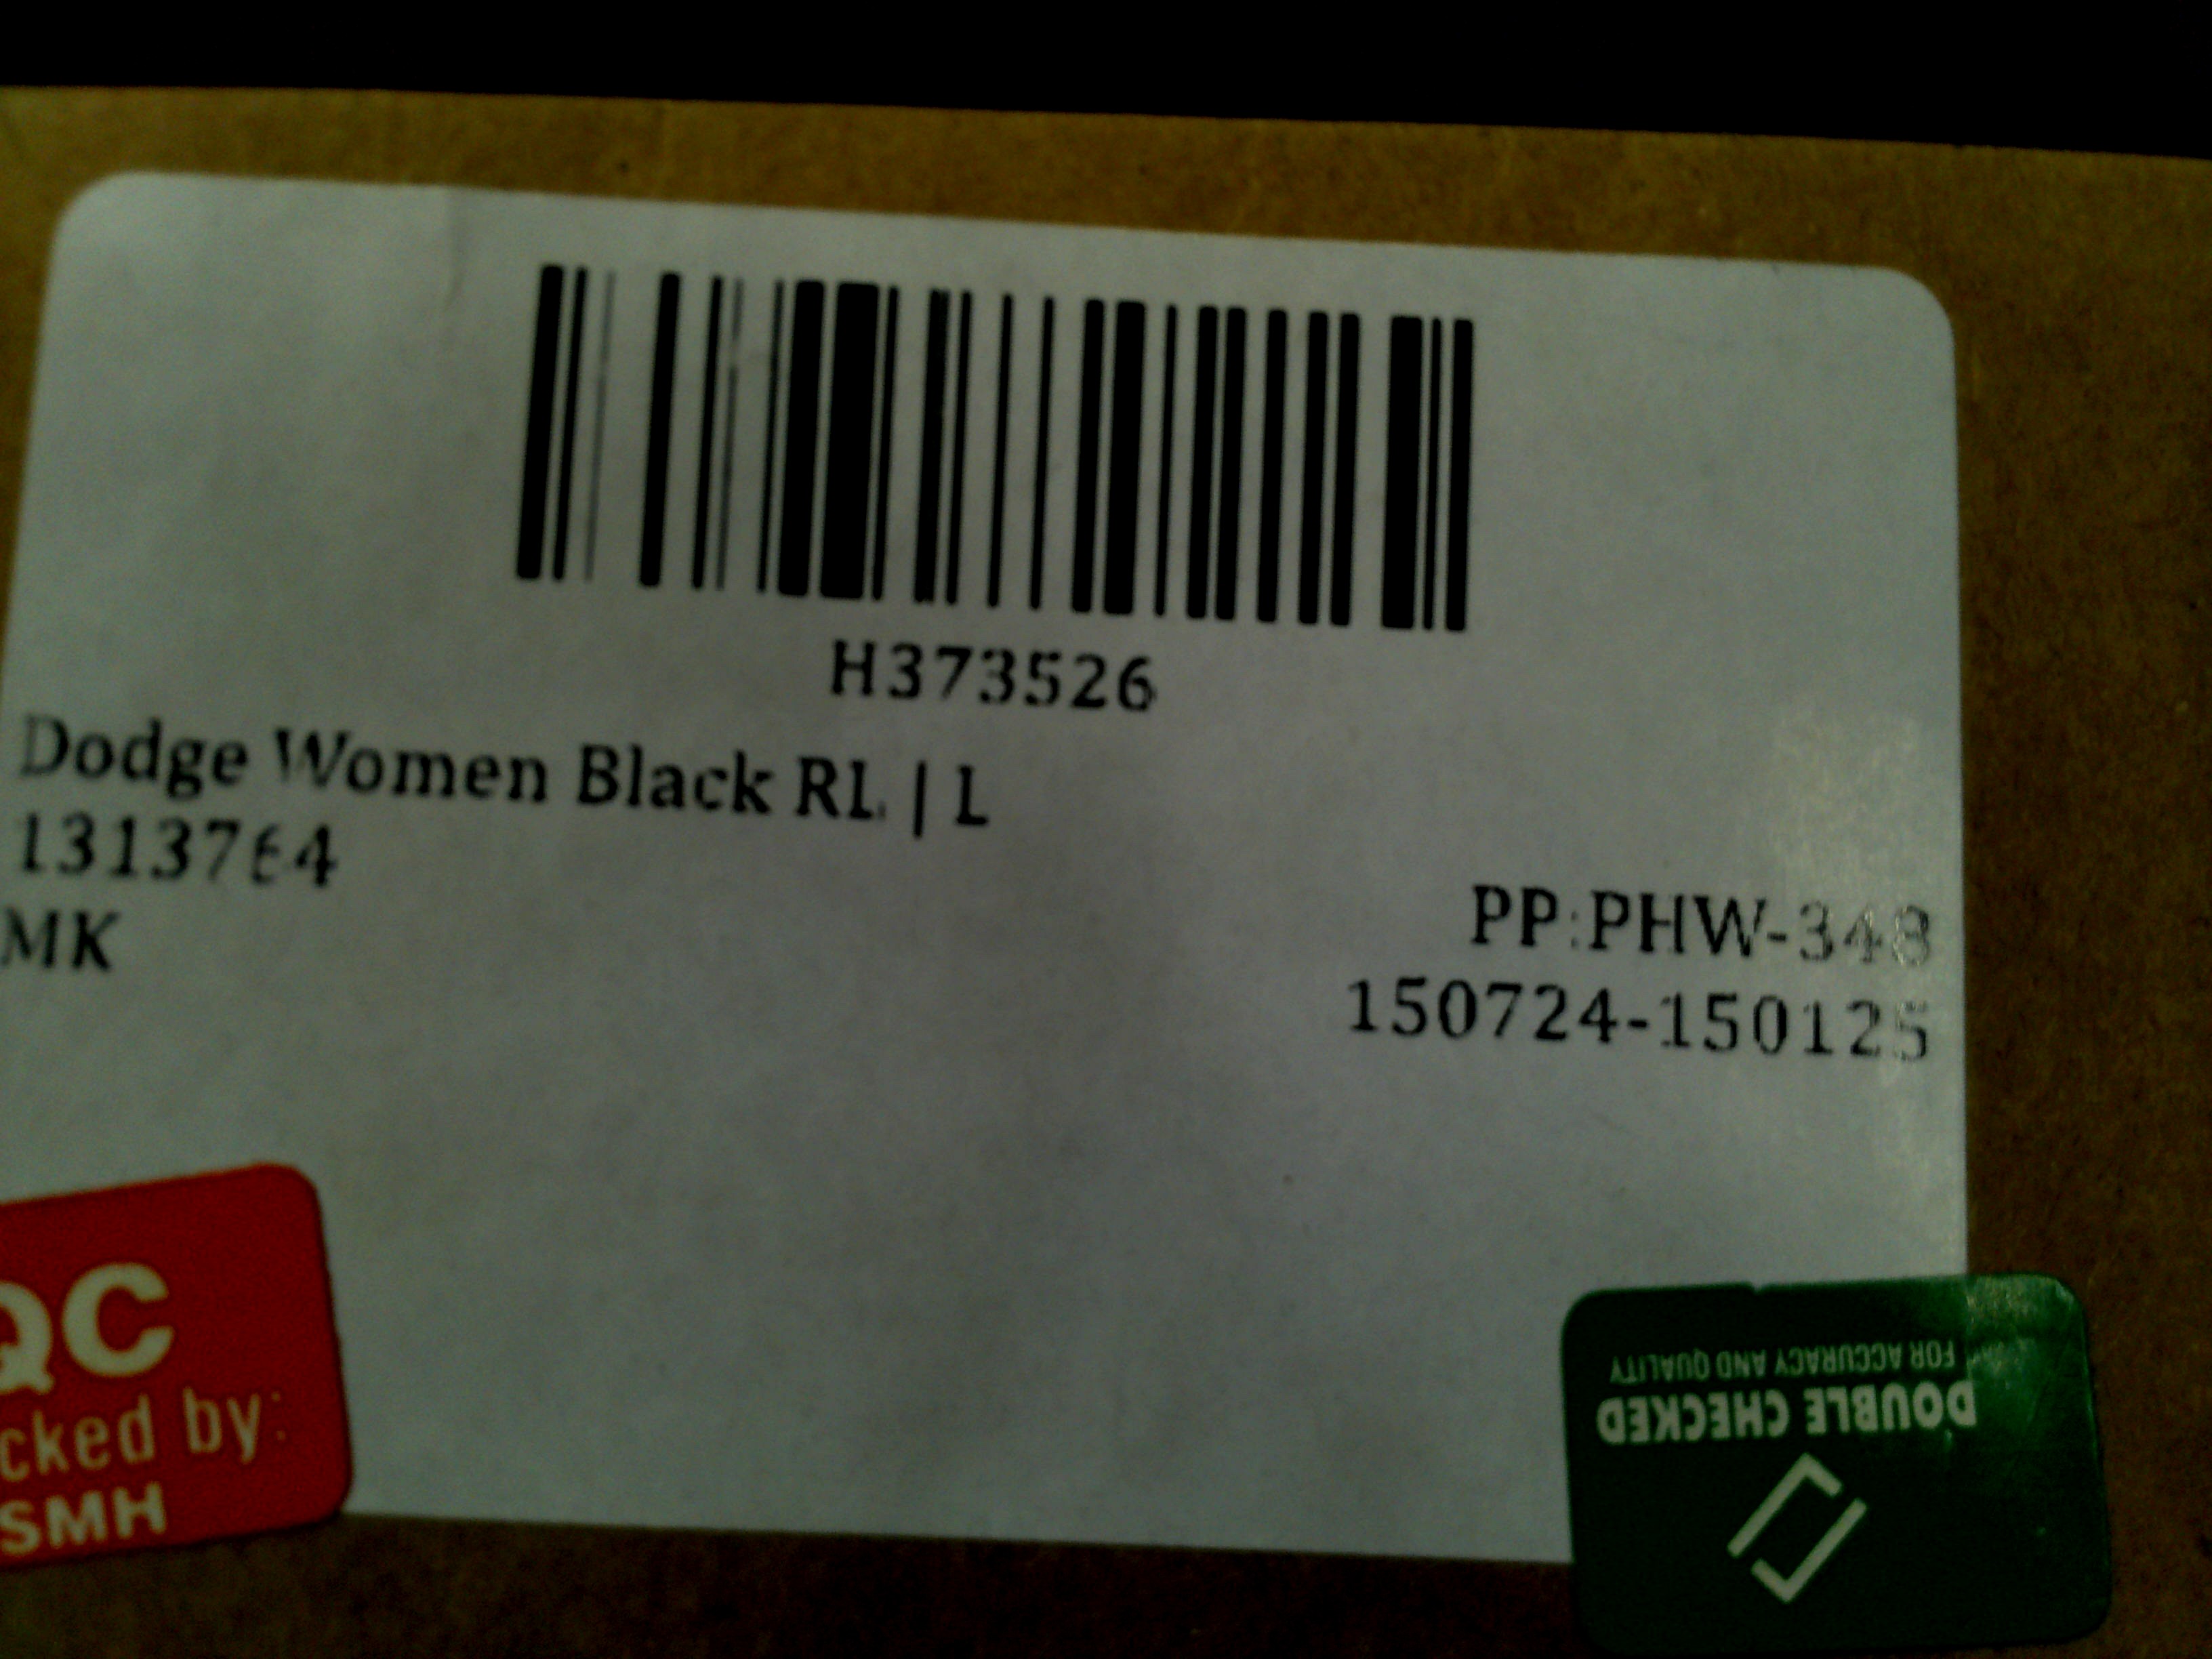 H373526
Dodge Women Black RL | L
1313764
MK
PP:PHW-348
150724-150125
QC
cked by:
SMH
DOUBLE CHECKED
FOR ACCURACY AND QUALITY